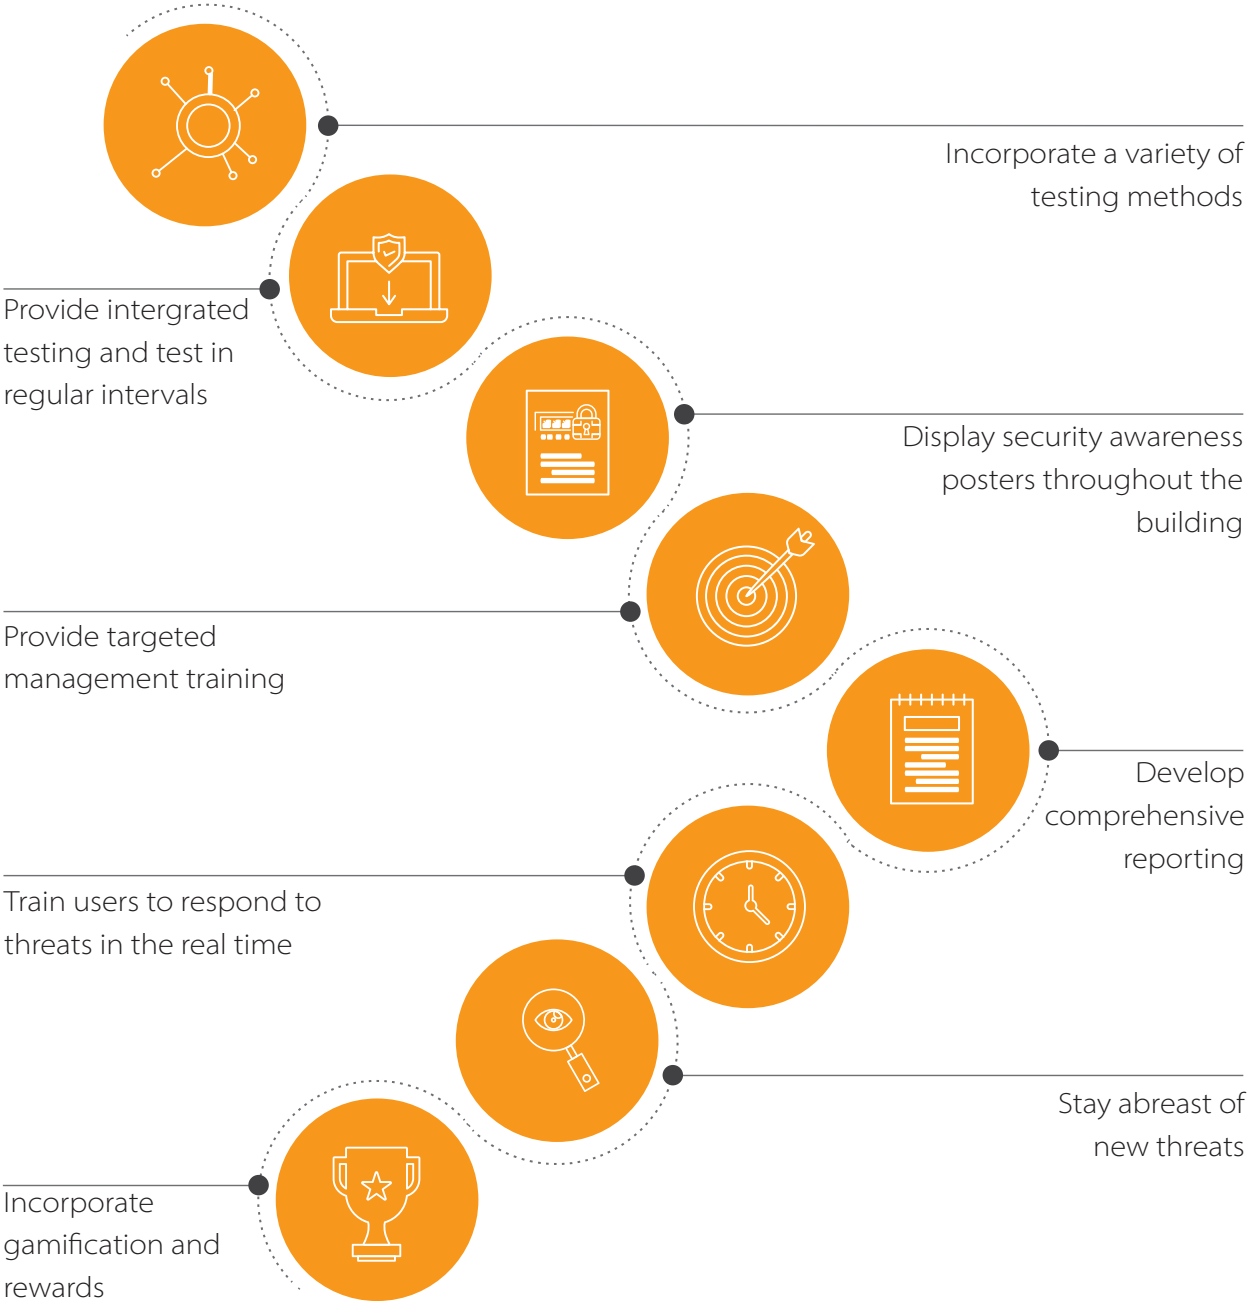 Incorporate a variety of
testing methods
Provide intergrated
testing and test in
regular intervals
Display security awareness
posters throughout the
building
Provide targeted
management training
Develop
comprehensive
reporting
Train users to respond to
threats in the real time
Stay abreast of
new threats
Incorporate
gamification and
rewards